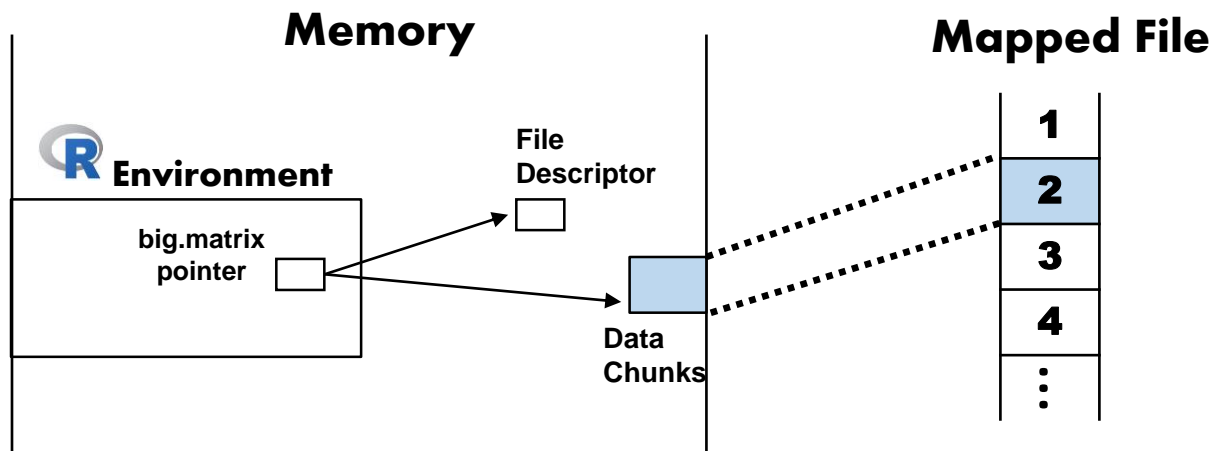 Memory
Mapped File
R Environment
File
Descriptor
big.matrix
pointer
Data
Chunks
1
2
3
4
⋮